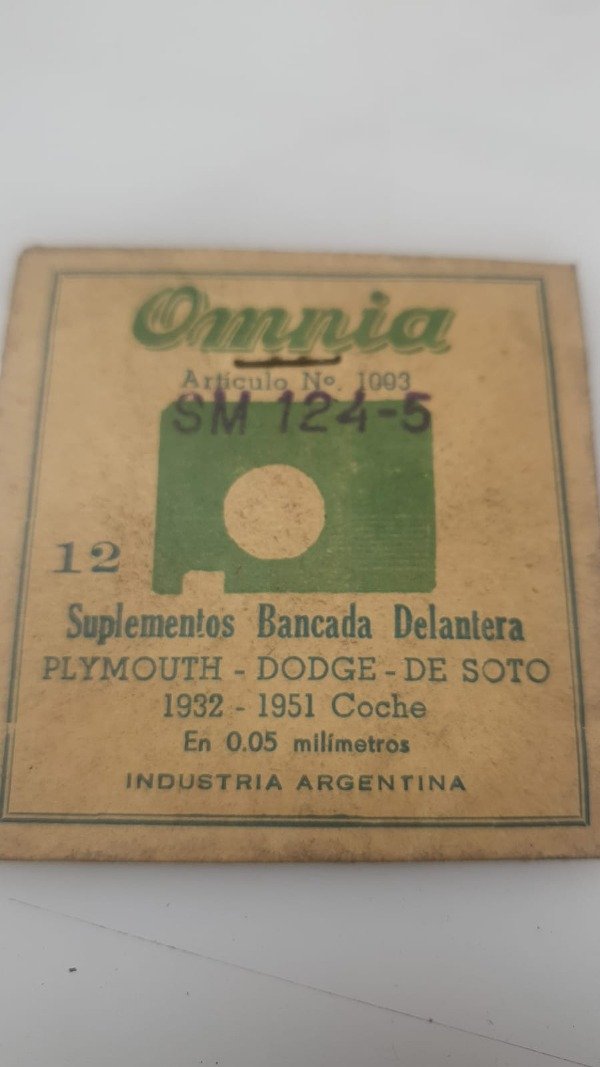 Omnia
Artículo Nº. 1093
SM 124-5
12
Suplementos Bancada Delantera
PLYMOUTH - DODGE - DE SOTO
1932 - 1951 Coche
En 0.05 milímetros
INDUSTRIA ARGENTINA